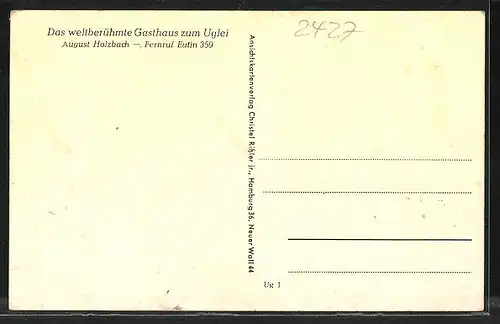 Das weltberühmte Gasthaus zum Uglei
August Holzbach —, Fernruf Eutin 359
2427
Ansichtskartenverlag Christel Rißler jr., Hamburg 36, Neuer Wall 44
Ug 1